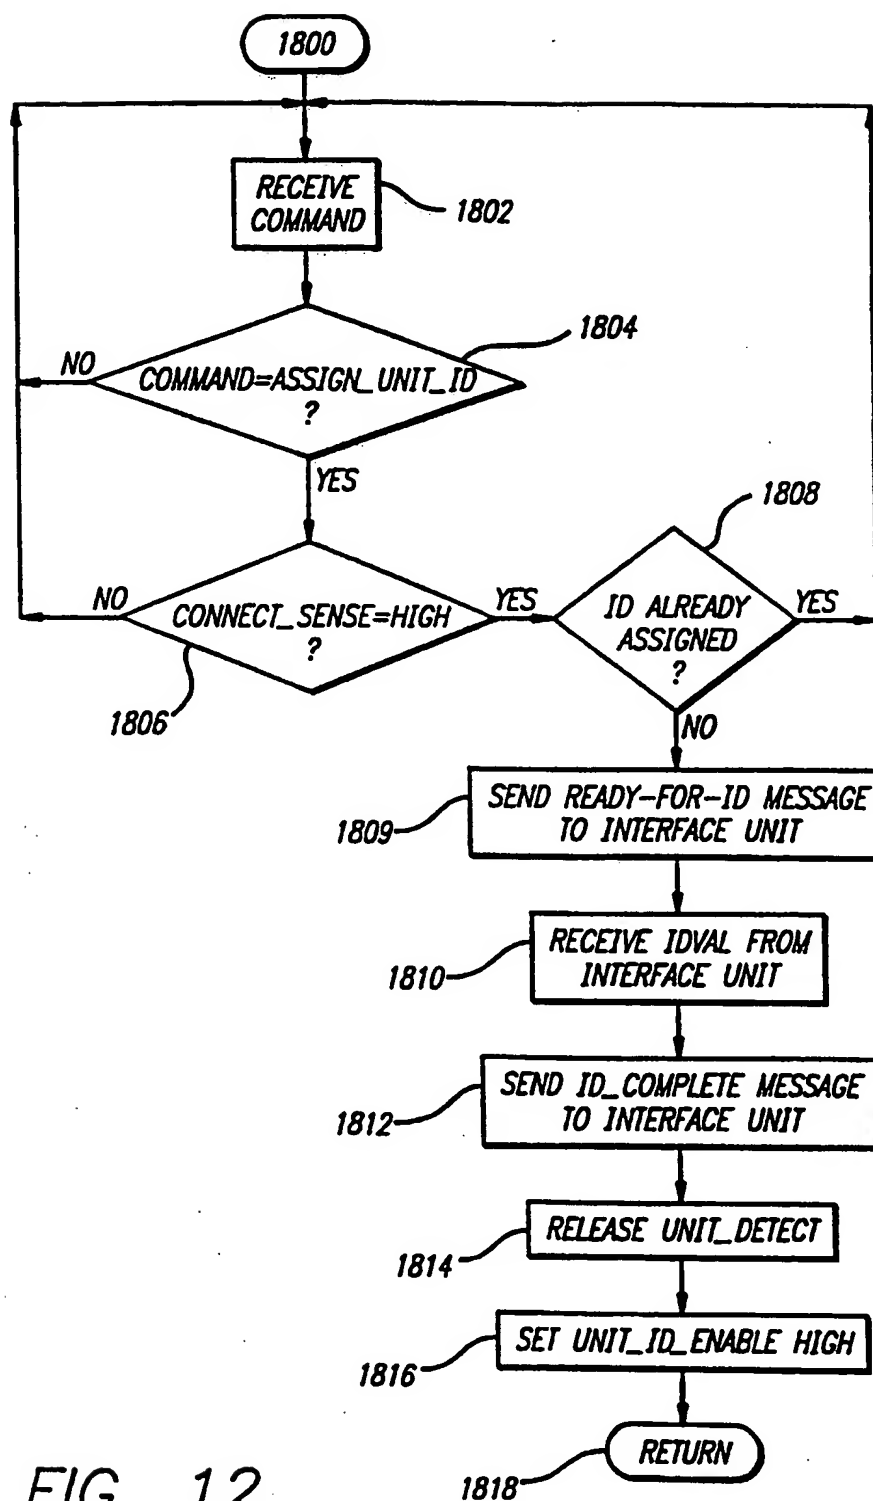 1800
RECEIVE
COMMAND
1802
1804
NO
COMMAND=ASSIGN_UNIT_ID
?
YES
1808
NO
CONNECT_SENSE=HIGH
?
YES
ID ALREADY
ASSIGNED
?
YES
1806
NO
SEND READY-FOR-ID MESSAGE
TO INTERFACE UNIT
1809
RECEIVE IDVAL FROM
INTERFACE UNIT
1810
SEND ID_COMPLETE MESSAGE
TO INTERFACE UNIT
1812
RELEASE UNIT_DETECT
1814
SET UNIT_ID_ENABLE HIGH
1816
RETURN
1818
FIG. 12